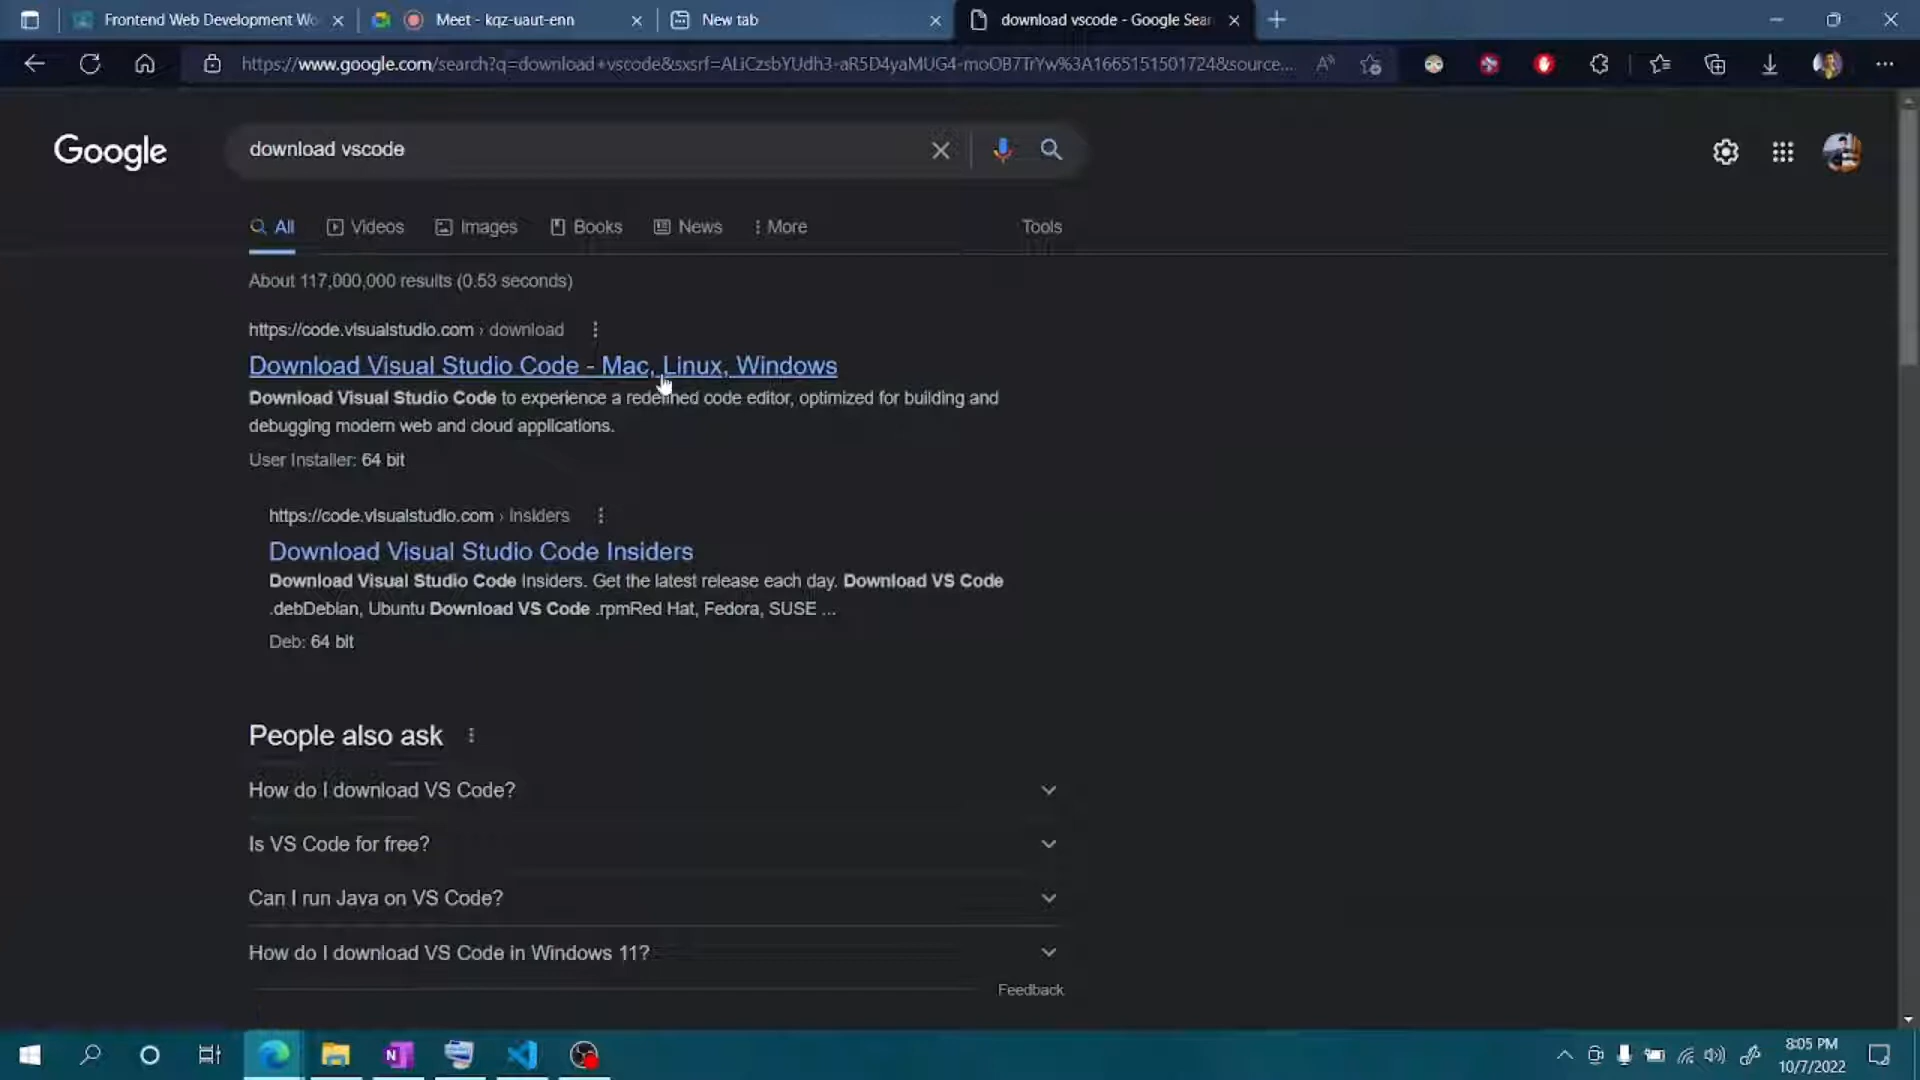 Frontend Web Development Wo
Meet - kqz-uaut-enn
New tab
download vscode - Google Sear
https://www.google.com/search?q=download+vscode&sxsrf=ALiCzsbYUdh3-aR5D4yaMUG4-moOB7TrYw%3A1665151501724&source...
Google
download vscode
All
Videos
Images
Books
News
More
Tools
About 117,000,000 results (0.53 seconds)
https://code.visualstudio.com › download
Download Visual Studio Code - Mac, Linux, Windows
Download Visual Studio Code to experience a redefined code editor, optimized for building and
debugging modern web and cloud applications.
User Installer: 64 bit
https://code.visualstudio.com › Insiders
Download Visual Studio Code Insiders
Download Visual Studio Code Insiders. Get the latest release each day. Download VS Code
.debDebian, Ubuntu Download VS Code .rpmRed Hat, Fedora, SUSE ...
Deb: 64 bit
People also ask
How do I download VS Code?
Is VS Code for free?
Can I run Java on VS Code?
How do I download VS Code in Windows 11?
Feedback
8:05 PM
10/7/2022